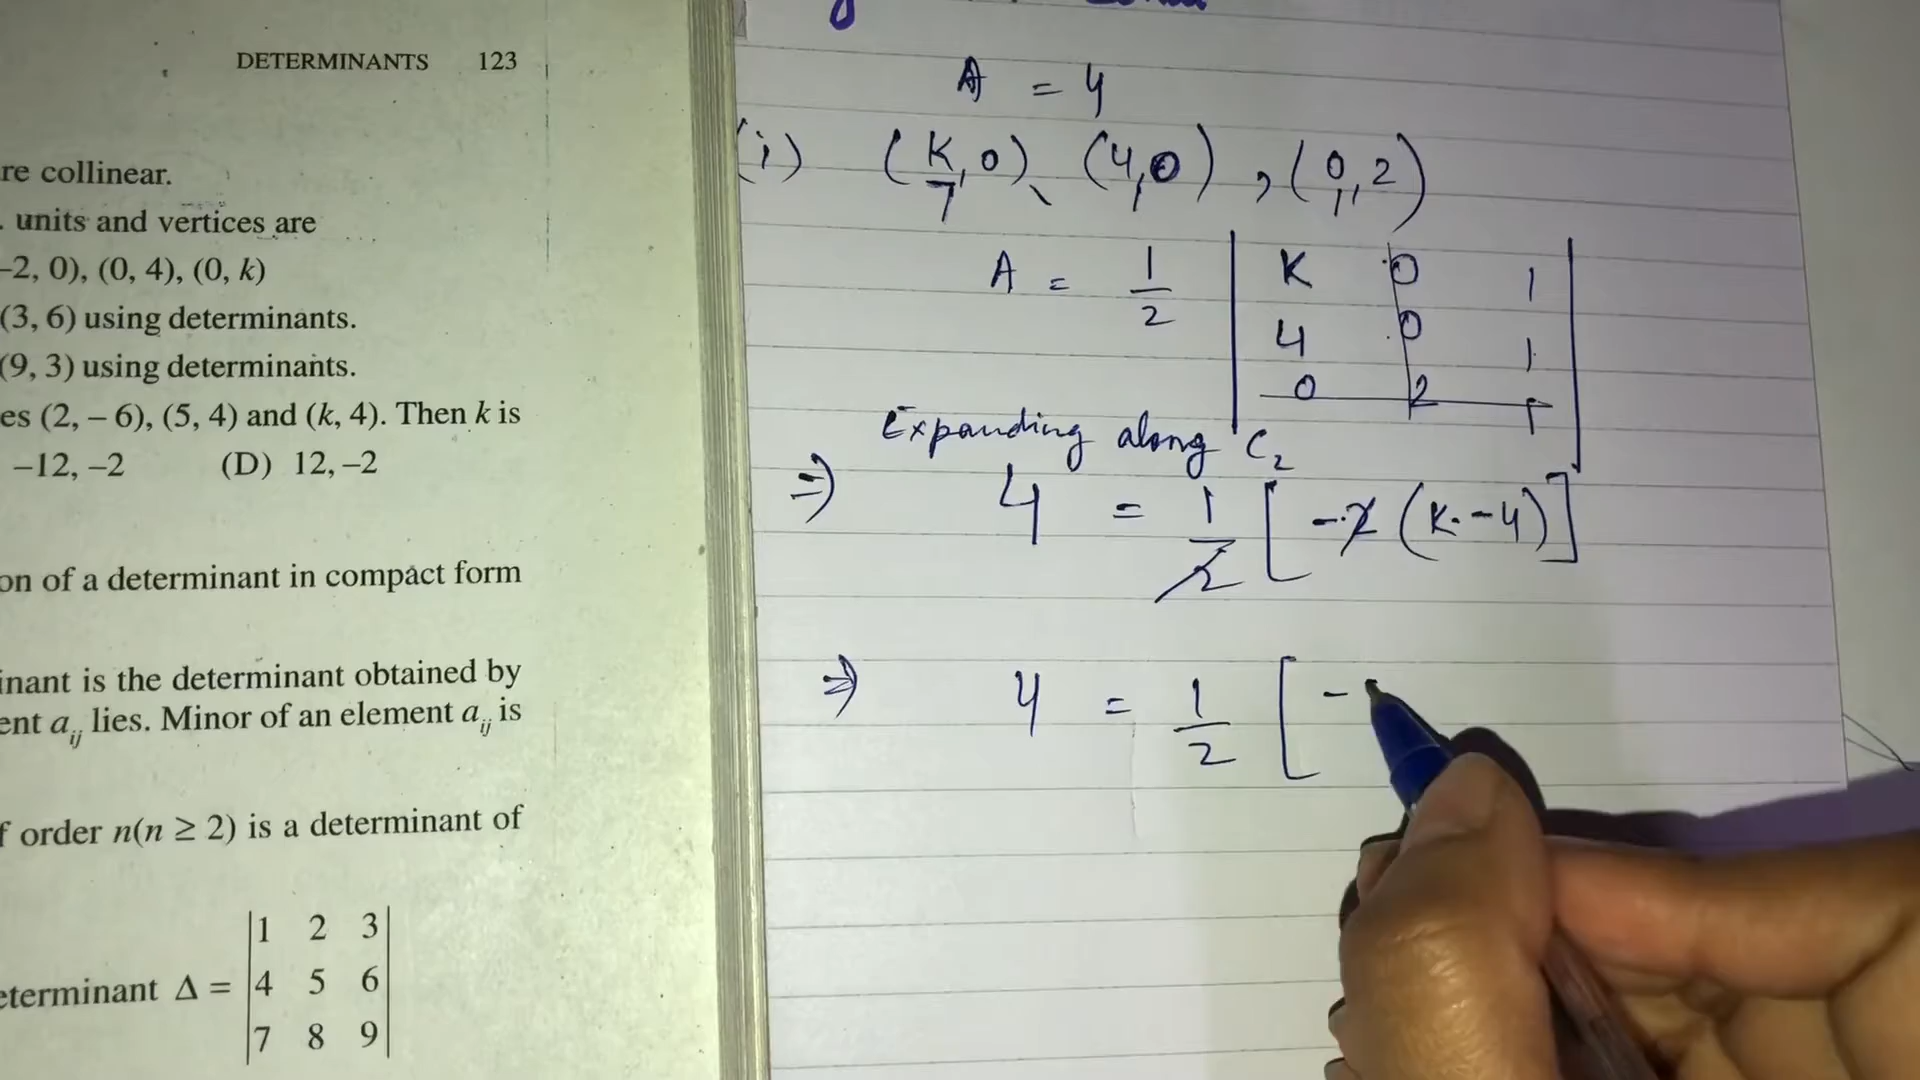 DETERMINANTS 123
re collinear.
. units and vertices are
–2, 0), (0, 4), (0, k)
(3, 6) using determinants.
(9, 3) using determinants.
es (2, – 6), (5, 4) and (k, 4). Then k is
–12, –2 (D) 12, –2
on of a determinant in compact form
inant is the determinant obtained by
ent aij lies. Minor of an element aij is
f order n(n ≥ 2) is a determinant of
eterminant Δ = |1 2 3|
|4 5 6|
|7 8 9|
A = 4
(i) (K, 0), (4, 0), (0, 2)
A = 1/2 | K 0 1 |
| 4 0 1 |
| 0 2 1 |
Expanding along C2
⇒ 4 = 1/2 [ -2 (K - 4) ]
⇒ 4 = 1/2 [ -